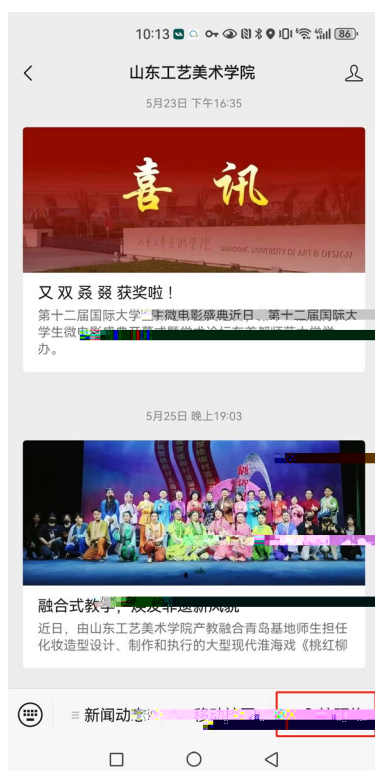 10:13
86
山东工艺美术学院
5月23日 下午16:35
喜讯
SHANDONG UNIVERSITY OF ART & DESIGN
又 双 叒 叕 获奖啦！
第十二届国际大学生微电影盛典近日、第十二届国际大
学生微电影盛典开幕式暨学术论坛在首都师范大学举
办。
5月25日 晚上19:03
融合式教学，焕发非遗新风貌
近日，由山东工艺美术学院产教融合青岛基地师生担任
化妆造型设计、制作和执行的大型现代淮海戏《桃红柳
新闻动态